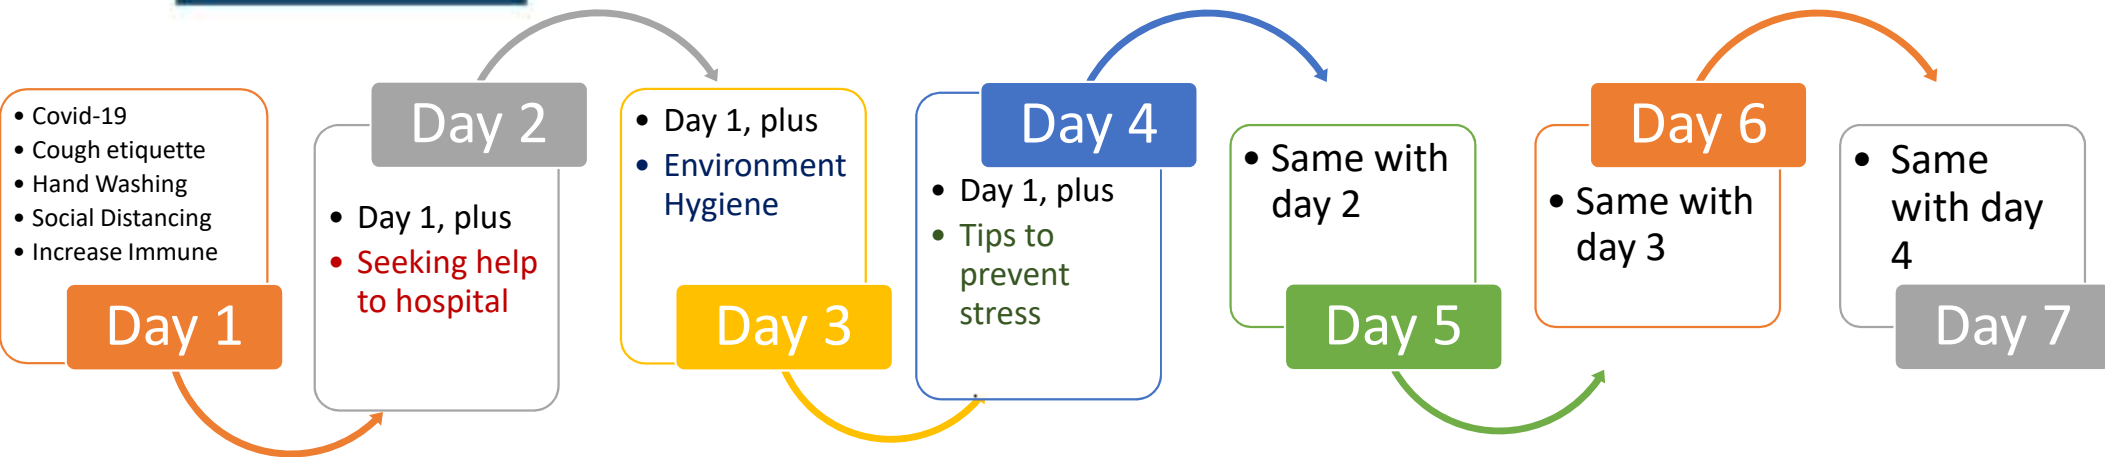 • Covid-19
• Cough etiquette
• Hand Washing
• Social Distancing
• Increase Immune
Day 1
Day 2
• Day 1, plus
• Seeking help
to hospital
• Day 1, plus
• Environment
Hygiene
Day 3
Day 4
• Day 1, plus
• Tips to
prevent
stress
• Same with
day 2
Day 5
Day 6
• Same with
day 3
• Same
with day
4
Day 7